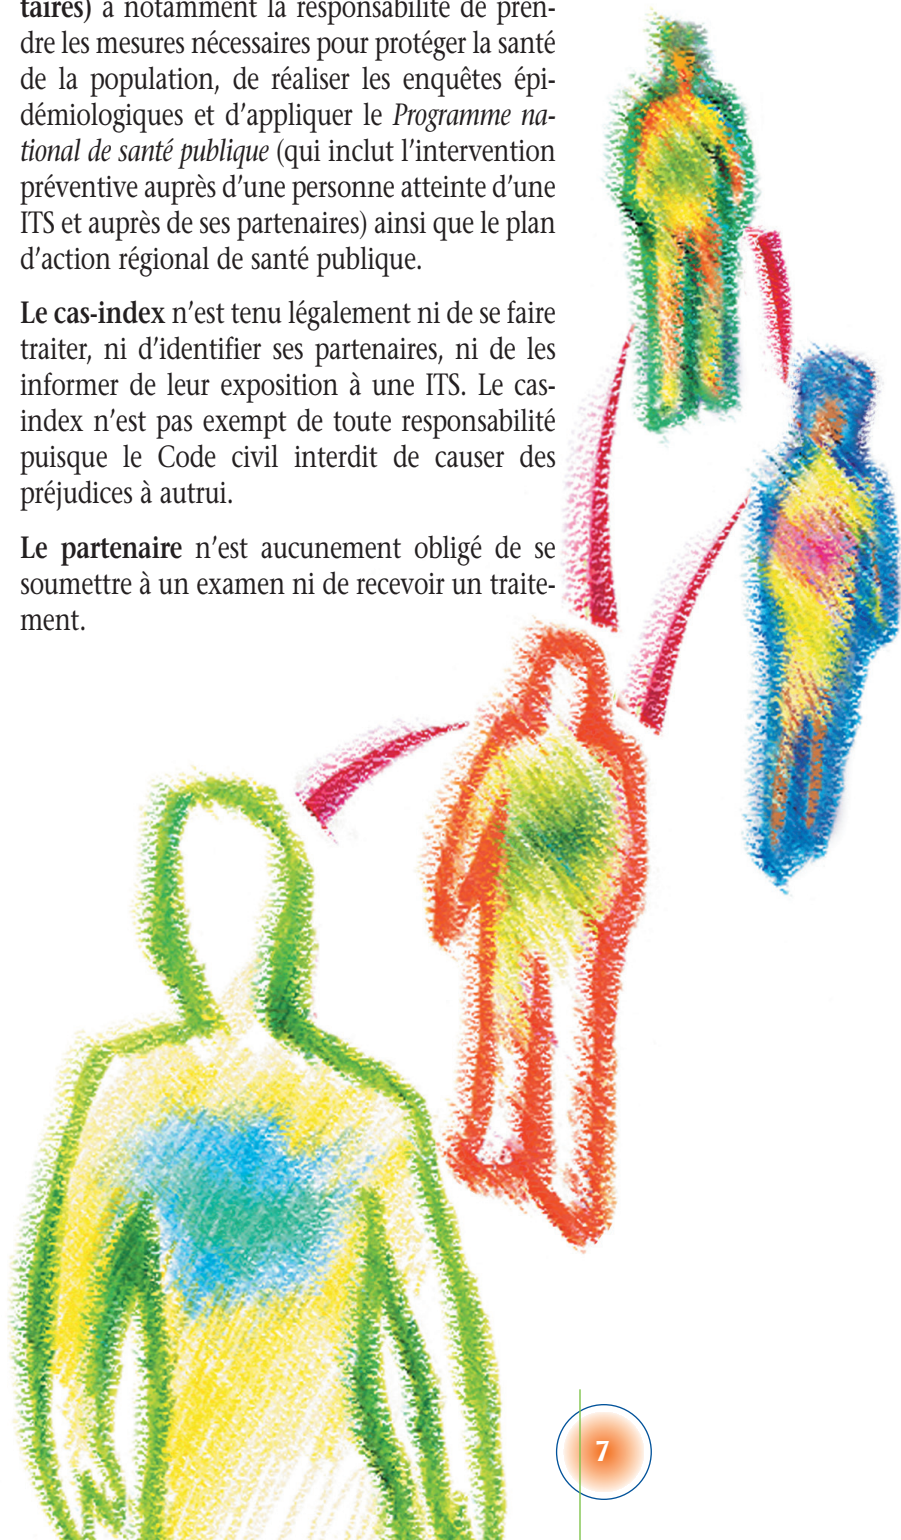 taires) a notamment la responsabilité de pren-
dre les mesures nécessaires pour protéger la santé
de la population, de réaliser les enquêtes épi-
démiologiques et d'appliquer le Programme na-
tional de santé publique (qui inclut l'intervention
préventive auprès d'une personne atteinte d'une
ITS et auprès de ses partenaires) ainsi que le plan
d'action régional de santé publique.
Le cas-index n'est tenu légalement ni de se faire
traiter, ni d'identifier ses partenaires, ni de les
informer de leur exposition à une ITS. Le cas-
index n'est pas exempt de toute responsabilité
puisque le Code civil interdit de causer des
préjudices à autrui.
Le partenaire n'est aucunement obligé de se
soumettre à un examen ni de recevoir un traite-
ment.
7